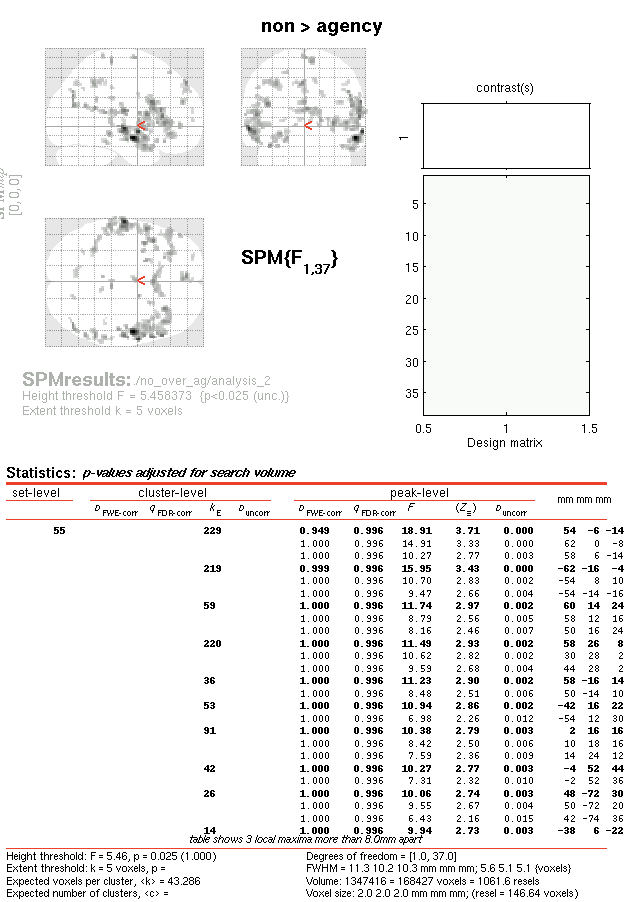 non > agency
contrast(s)
1
SPMmip
[0, 0, 0]
<
<
<
SPM{F1,37}
5
10
15
20
25
30
35
0.5 1 1.5
Design matrix
SPMresults: ./no_over_ag/analysis_2
Height threshold F = 5.458373 {p<0.025 (unc.)}
Extent threshold k = 5 voxels
Statistics: p-values adjusted for search volume
set-level cluster-level peak-level mm mm mm
p FWE-corr q FDR-corr k E p uncorr p FWE-corr q FDR-corr F (Z≡) p uncorr
55 229 0.949 0.996 18.91 3.71 0.000 54 -6 -14
1.000 0.996 14.91 3.33 0.000 62 0 -8
1.000 0.996 10.27 2.77 0.003 58 6 -14
219 0.999 0.996 15.95 3.43 0.000 -62 -16 -4
1.000 0.996 10.70 2.83 0.002 -54 8 10
1.000 0.996 9.47 2.66 0.004 -54 -14 -16
59 1.000 0.996 11.74 2.97 0.002 60 14 24
1.000 0.996 8.79 2.56 0.005 58 12 16
1.000 0.996 8.16 2.46 0.007 50 16 24
220 1.000 0.996 11.49 2.93 0.002 58 26 8
1.000 0.996 10.62 2.82 0.002 30 28 2
1.000 0.996 9.59 2.68 0.004 44 28 2
36 1.000 0.996 11.23 2.90 0.002 58 -16 14
1.000 0.996 8.48 2.51 0.006 50 -14 10
53 1.000 0.996 10.94 2.86 0.002 -42 16 22
1.000 0.996 6.98 2.26 0.012 -54 12 30
91 1.000 0.996 10.38 2.79 0.003 2 16 16
1.000 0.996 8.42 2.50 0.006 10 18 16
1.000 0.996 7.59 2.36 0.009 14 24 12
42 1.000 0.996 10.27 2.77 0.003 -4 52 44
1.000 0.996 7.31 2.32 0.010 -2 52 36
26 1.000 0.996 10.06 2.74 0.003 48 -72 30
1.000 0.996 9.55 2.67 0.004 50 -72 20
1.000 0.996 6.43 2.16 0.015 42 -74 36
14 1.000 0.996 9.94 2.73 0.003 -38 6 -22
table shows 3 local maxima more than 8.0mm apart
Height threshold: F = 5.46, p = 0.025 (1.000)
Extent threshold: k = 5 voxels, p =
Expected voxels per cluster, <k> = 43.286
Expected number of clusters, <c> =
Degrees of freedom = [1.0, 37.0]
FWHM = 11.3 10.2 10.3 mm mm mm; 5.6 5.1 5.1 {voxels}
Volume: 1347416 = 168427 voxels = 1061.6 resels
Voxel size: 2.0 2.0 2.0 mm mm mm; (resel = 146.64 voxels)